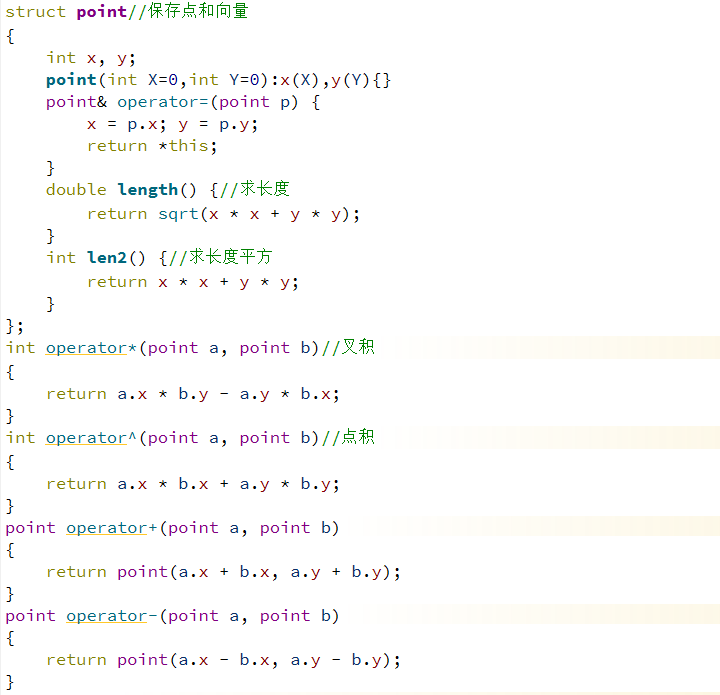 struct point//保存点和向量
{
    int x, y;
    point(int X=0,int Y=0):x(X),y(Y){}
    point& operator=(point p) {
        x = p.x; y = p.y;
        return *this;
    }
    double length() {//求长度
        return sqrt(x * x + y * y);
    }
    int len2() {//求长度平方
        return x * x + y * y;
    }
};
int operator*(point a, point b)//叉积
{
    return a.x * b.y - a.y * b.x;
}
int operator^(point a, point b)//点积
{
    return a.x * b.x + a.y * b.y;
}
point operator+(point a, point b)
{
    return point(a.x + b.x, a.y + b.y);
}
point operator-(point a, point b)
{
    return point(a.x - b.x, a.y - b.y);
}